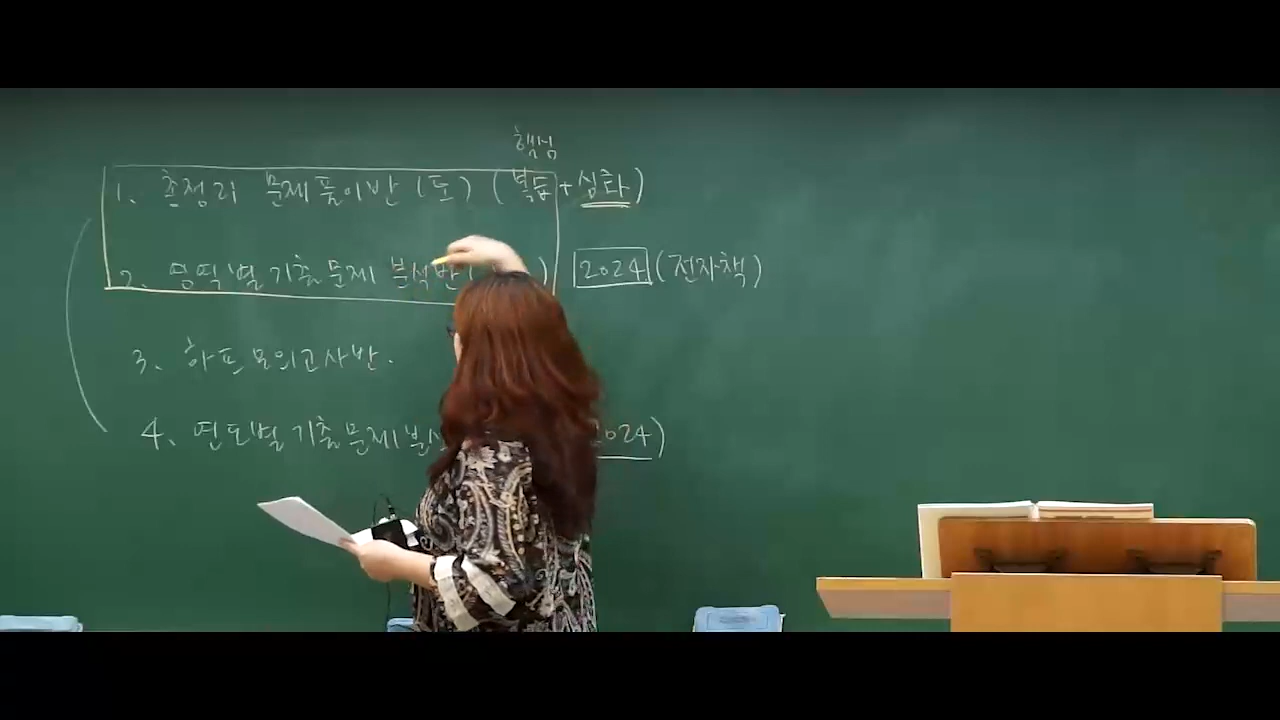 핵심
1. 총정리 문제풀이반 (토) (복습 + 심화)
2. 영역별 기출문제 분석반 ( ) 2024 (전자책)
3. 하프모의고사반.
4. 연도별 기출문제분 2024)